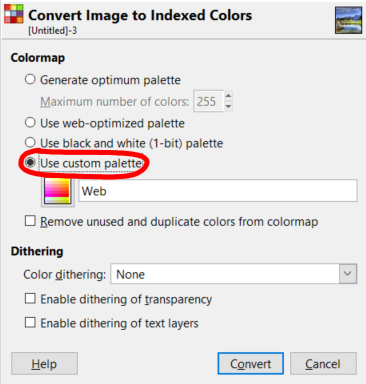 Convert Image to Indexed Colors
[Untitled]-3
Colormap
Generate optimum palette
Maximum number of colors: 255
Use web-optimized palette
Use black and white (1-bit) palette
Use custom palette
Web
Remove unused and duplicate colors from colormap
Dithering
Color dithering: None
Enable dithering of transparency
Enable dithering of text layers
Help Convert Cancel